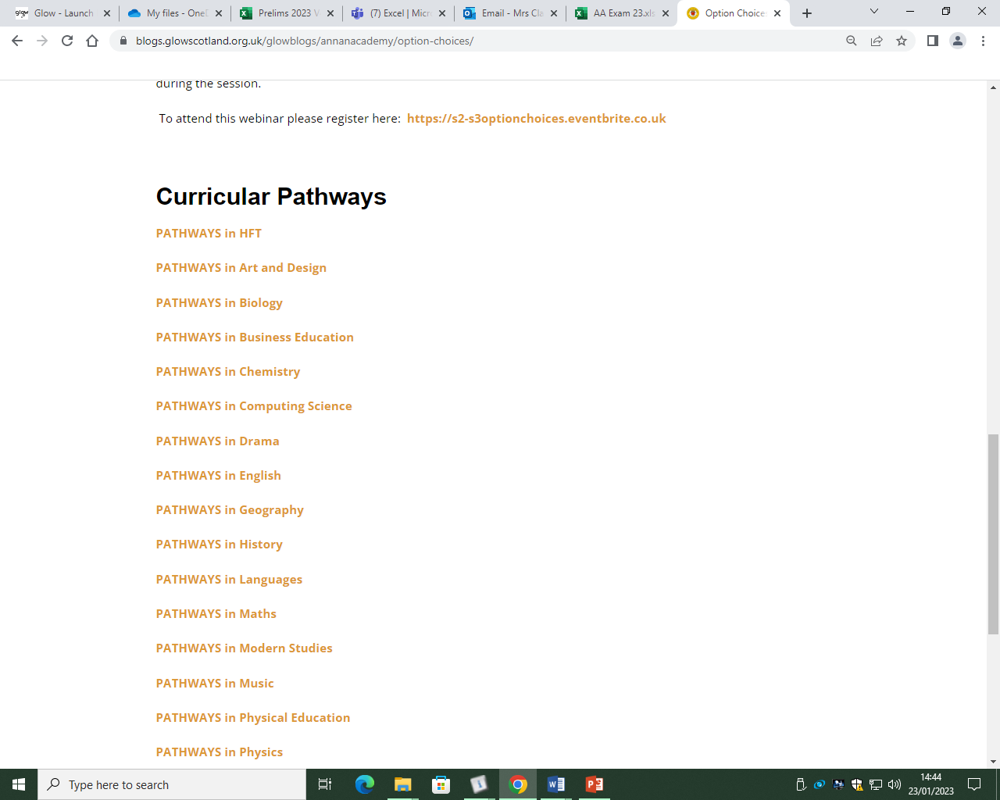 glow Glow - Launch
My files - OneD
Prelims 2023 V
(7) Excel | Micr
Email - Mrs Cla
AA Exam 23.xls
Option Choice
blogs.glowscotland.org.uk/glowblogs/annanacademy/option-choices/
during the session.
To attend this webinar please register here: https://s2-s3optionchoices.eventbrite.co.uk
Curricular Pathways
PATHWAYS in HFT
PATHWAYS in Art and Design
PATHWAYS in Biology
PATHWAYS in Business Education
PATHWAYS in Chemistry
PATHWAYS in Computing Science
PATHWAYS in Drama
PATHWAYS in English
PATHWAYS in Geography
PATHWAYS in History
PATHWAYS in Languages
PATHWAYS in Maths
PATHWAYS in Modern Studies
PATHWAYS in Music
PATHWAYS in Physical Education
PATHWAYS in Physics
Type here to search
14:44
23/01/2023